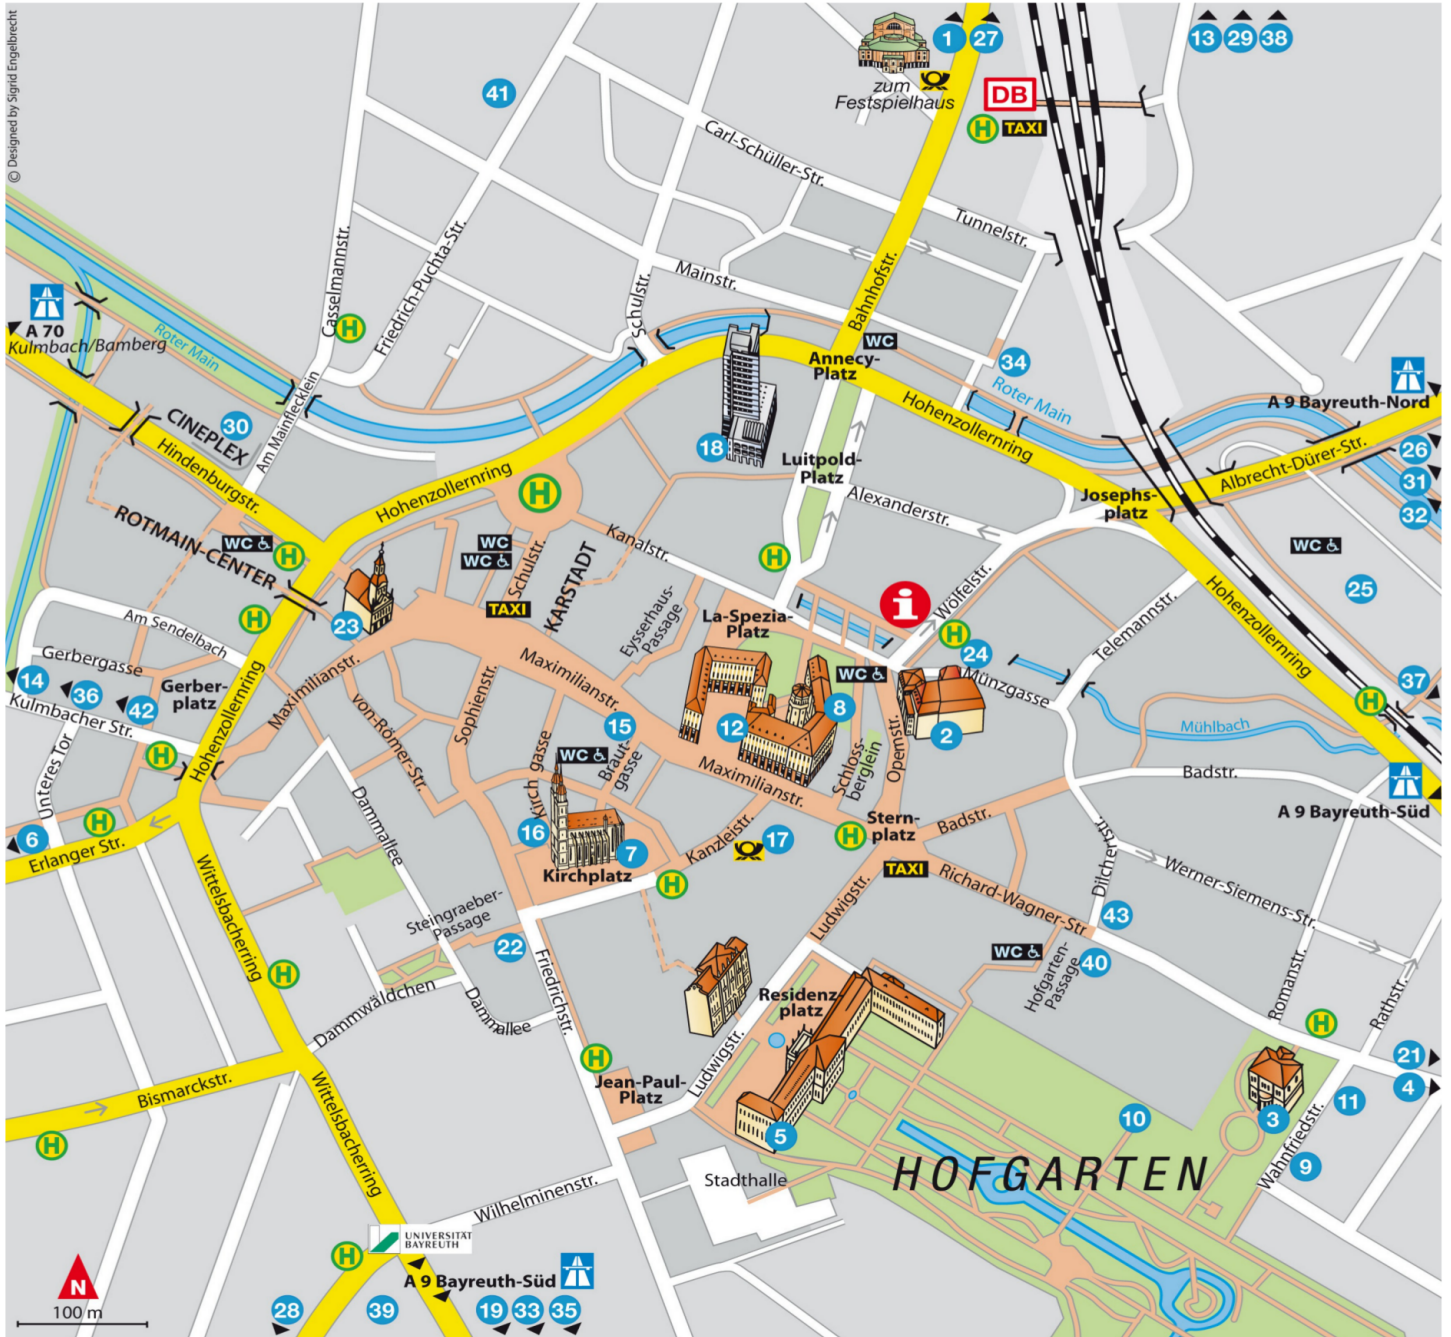 © Designed by Sigrid Engelbrecht
1
27
13
29
38
41
zum
Festspielhaus
DB
H
TAXI
Carl-Schüller-Str.
Tunnelstr.
Casselmannstr.
Friedrich-Puchta-Str.
Schulstr.
Mainstr.
Bahnhofstr.
A 70
Kulmbach/Bamberg
Roter Main
H
WC
Annecy-
Platz
34
Roter Main
A 9 Bayreuth-Nord
CINEPLEX
30
Am Mainflecklein
Hindenburgstr.
Hohenzollernring
18
Luitpold-
Platz
Hohenzollernring
Albrecht-Dürer-Str.
26
31
32
Josephs-
platz
Alexanderstr.
H
ROTMAIN-CENTER
WC
H
WC
WC
Schulstr.
KARSTADT
Kanalstr.
H
WC
25
TAXI
Eysserhaus-
Passage
La-Spezia-
Platz
i
Wölfelstr.
H
24
Telemannstr.
Hohenzollernring
H
23
Am Sendelbach
Gerbergasse
14
36
42
Gerber-
platz
Kulmbacher Str.
Maximilianstr.
von-Römer-Str.
Sophienstr.
Maximilianstr.
15
12
8
WC
2
Münzgasse
Mühlbach
37
H
H
Hohenzollernring
Unteres Tor
Kirchgasse
WC
Braut-
gasse
Maximilianstr.
Schloss-
berglein
Opernstr.
Badstr.
A 9 Bayreuth-Süd
6
H
Erlanger Str.
Dammallee
16
7
Kirchplatz
Kanzleistr.
17
H
Stern-
platz
Badstr.
TAXI
Dilchertstr.
Werner-Siemens-Str.
H
Wittelsbacherring
Steingraeber-
Passage
22
Ludwigstr.
Richard-Wagner-Str
43
WC
40
Hofgarten-
Passage
H
Dammwäldchen
Dammallee
Friedrichstr.
Residenz-
platz
Romanstr.
Rathstr.
H
21
4
Bismarckstr.
H
Wittelsbacherring
H
Jean-Paul-
Platz
Ludwigstr.
5
10
3
11
Wahnfriedstr.
9
HOFGARTEN
Stadthalle
Wilhelminenstr.
UNIVERSITÄT
BAYREUTH
H
A 9 Bayreuth-Süd
N
100 m
28
39
19
33
35